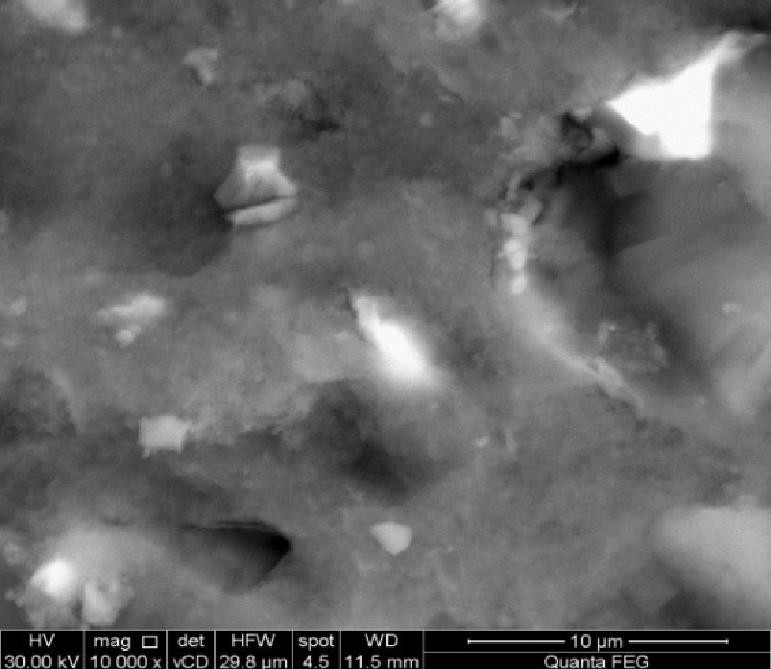 HV mag □ det HFW spot WD 10 µm
30.00 kV 10 000 x vCD 29.8 µm 4.5 11.5 mm Quanta FEG